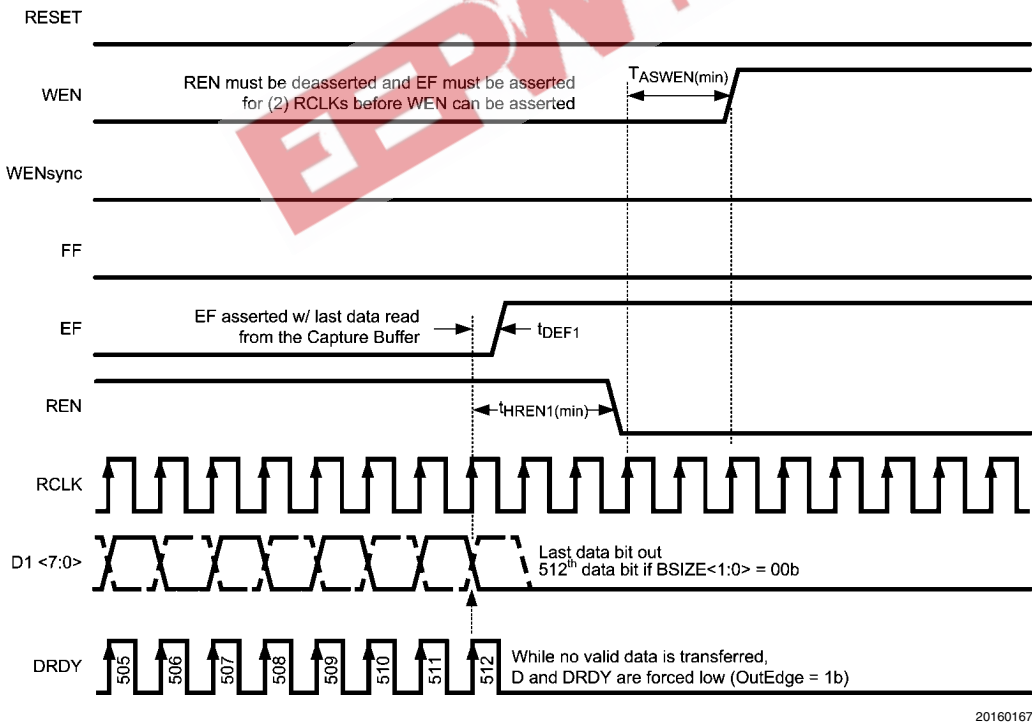 RESET
WEN
REN must be deasserted and EF must be asserted
for (2) RCLKs before WEN can be asserted
TASWEN(min)
WENsync
FF
EF
EF asserted w/ last data read
from the Capture Buffer
tDEF1
REN
tHREN1(min)
RCLK
D1 <7:0>
Last data bit out
512th data bit if BSIZE<1:0> = 00b
DRDY
505
506
507
508
509
510
511
512
While no valid data is transferred,
D and DRDY are forced low (OutEdge = 1b)
20160167